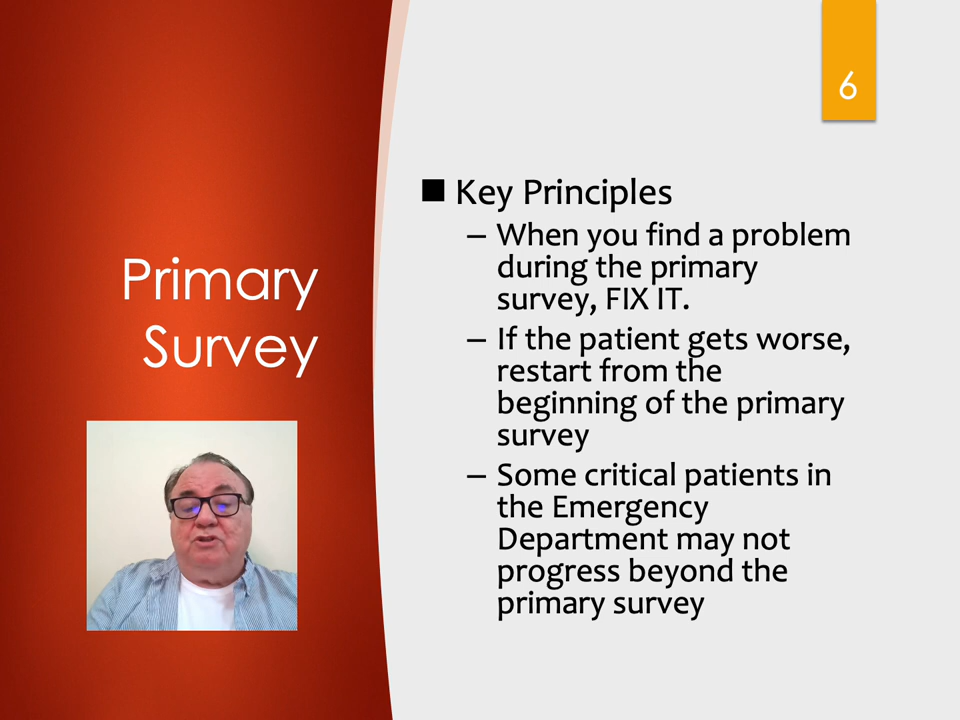 6
Primary
Survey
Key Principles
– When you find a problem
during the primary
survey, FIX IT.
– If the patient gets worse,
restart from the
beginning of the primary
survey
– Some critical patients in
the Emergency
Department may not
progress beyond the
primary survey